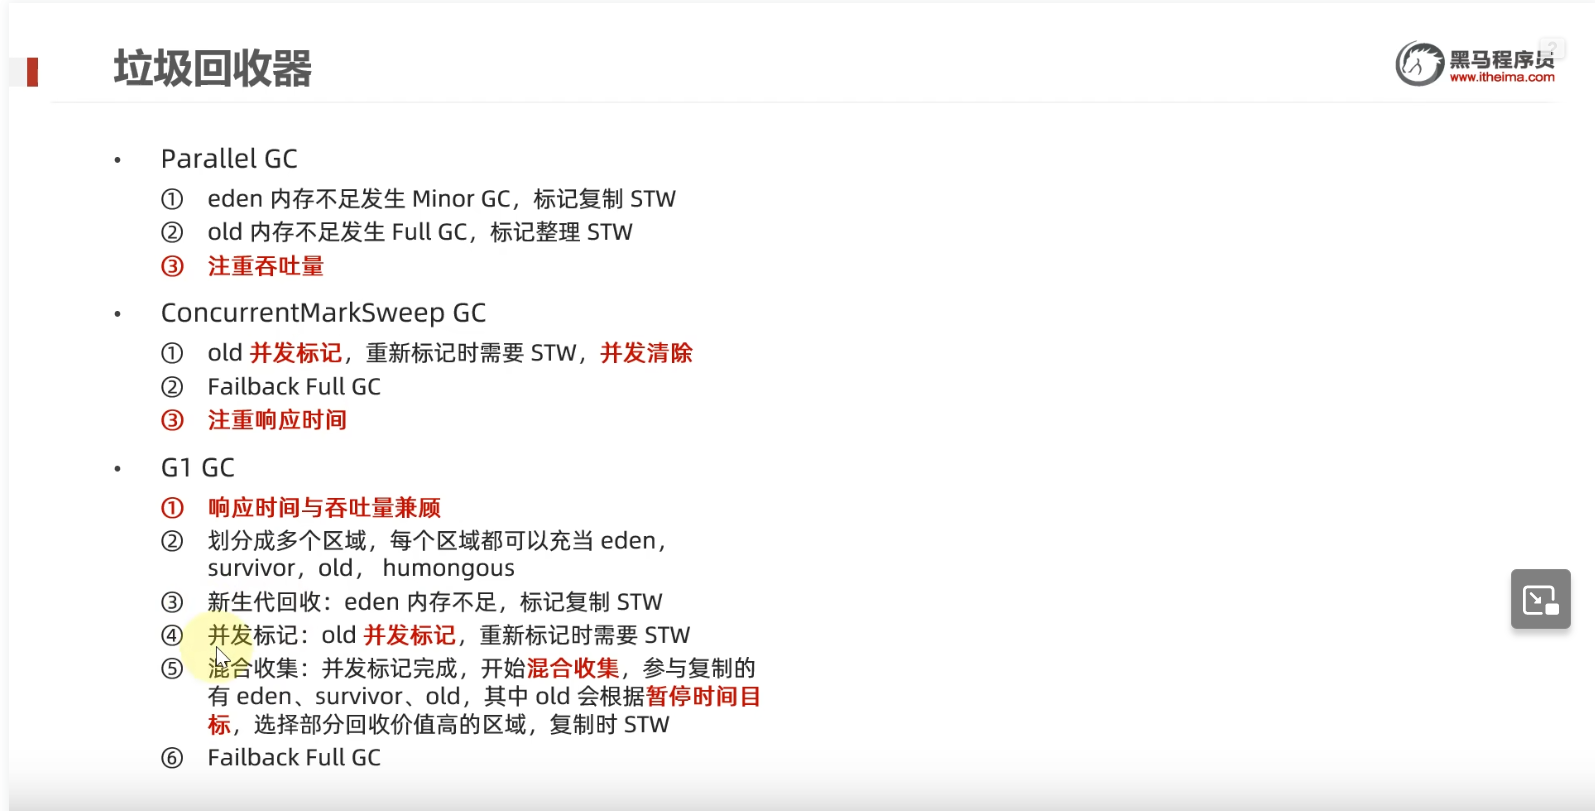 垃圾回收器
黑马程序员
www.itheima.com
• Parallel GC
① eden 内存不足发生 Minor GC，标记复制 STW
② old 内存不足发生 Full GC，标记整理 STW
③ 注重吞吐量
• ConcurrentMarkSweep GC
① old 并发标记，重新标记时需要 STW，并发清除
② Failback Full GC
③ 注重响应时间
• G1 GC
① 响应时间与吞吐量兼顾
② 划分成多个区域，每个区域都可以充当 eden，
survivor，old， humongous
③ 新生代回收：eden 内存不足，标记复制 STW
④ 并发标记：old 并发标记，重新标记时需要 STW
⑤ 混合收集：并发标记完成，开始混合收集，参与复制的
有 eden、survivor、old，其中 old 会根据暂停时间目
标，选择部分回收价值高的区域，复制时 STW
⑥ Failback Full GC